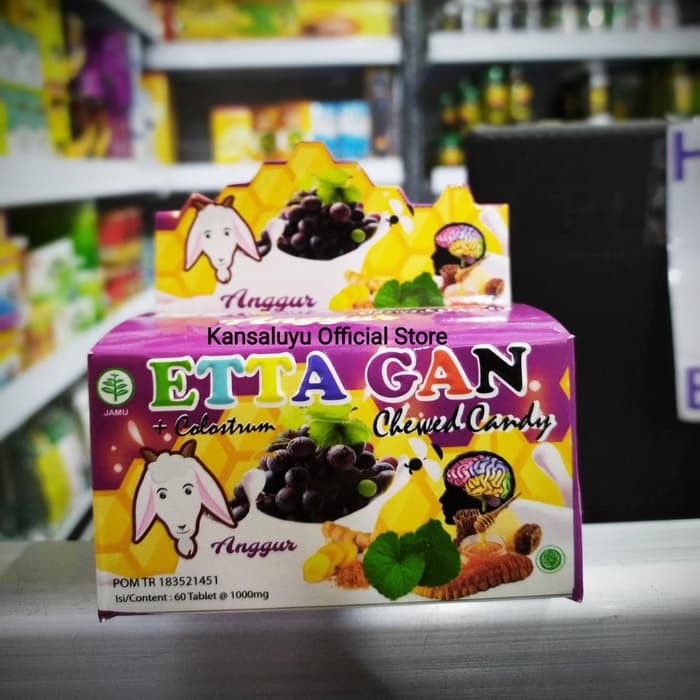 Anggur
Kansaluyu Official Store
ETTA GAN
JAMU
+ Colostrum
Chewed Candy
Anggur
POM TR 183521451
Isi/Content : 60 Tablet @ 1000mg
H